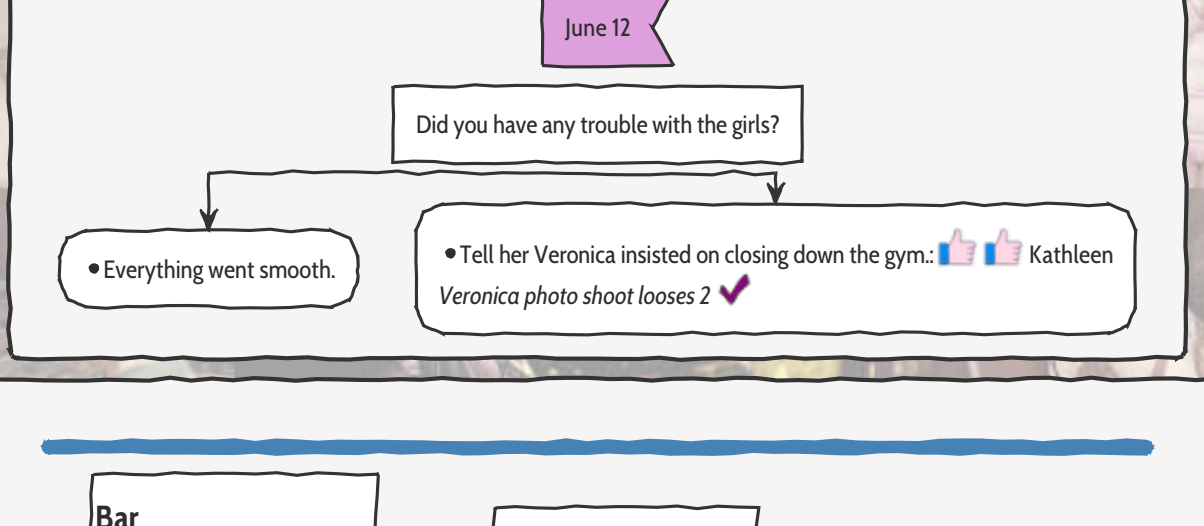 June 12
Did you have any trouble with the girls?
• Everything went smooth.
• Tell her Veronica insisted on closing down the gym.: Kathleen
Veronica photo shoot looses 2
Bar